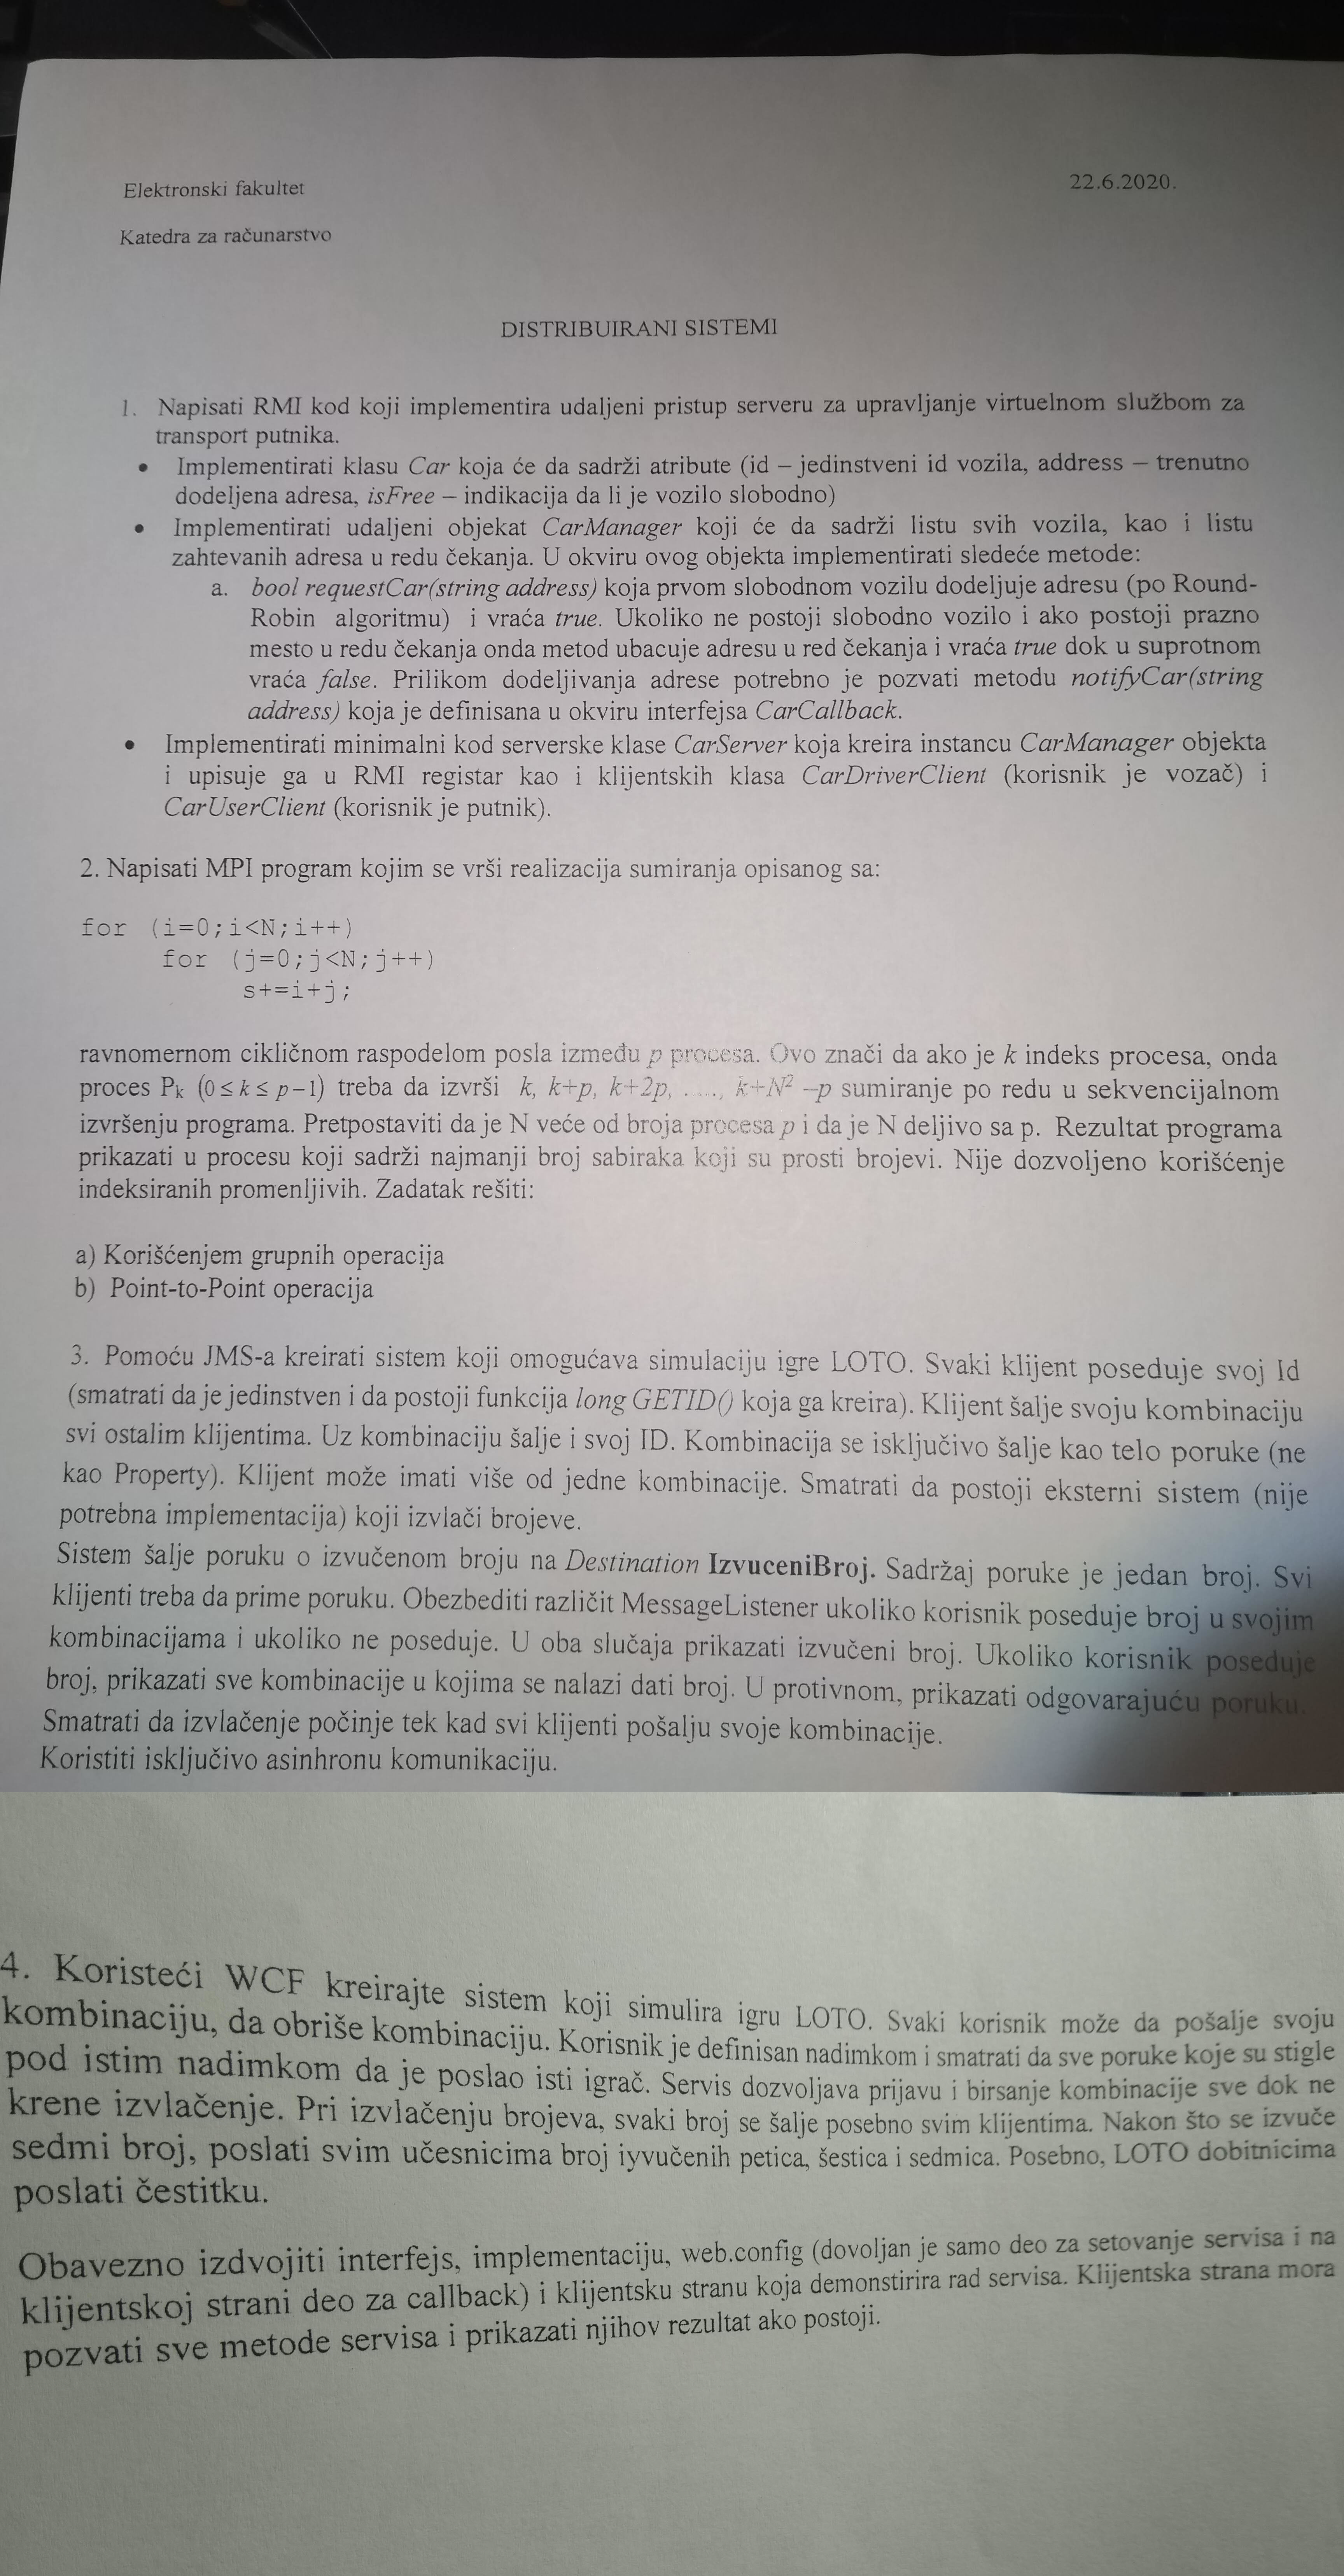 Elektronski fakultet
22.6.2020.
Katedra za računarstvo
DISTRIBUIRANI SISTEMI
1. Napisati RMI kod koji implementira udaljeni pristup serveru za upravljanje virtuelnom službom za
transport putnika.
• Implementirati klasu Car koja će da sadrži atribute (id – jedinstveni id vozila, address – trenutno
dodeljena adresa, isFree – indikacija da li je vozilo slobodno)
• Implementirati udaljeni objekat CarManager koji će da sadrži listu svih vozila, kao i listu
zahtevanih adresa u redu čekanja. U okviru ovog objekta implementirati sledeće metode:
a. bool requestCar(string address) koja prvom slobodnom vozilu dodeljuje adresu (po Round-
Robin algoritmu) i vraća true. Ukoliko ne postoji slobodno vozilo i ako postoji prazno
mesto u redu čekanja onda metod ubacuje adresu u red čekanja i vraća true dok u suprotnom
vraća false. Prilikom dodeljivanja adrese potrebno je pozvati metodu notifyCar(string
address) koja je definisana u okviru interfejsa CarCallback.
• Implementirati minimalni kod serverske klase CarServer koja kreira instancu CarManager objekta
i upisuje ga u RMI registar kao i klijentskih klasa CarDriverClient (korisnik je vozač) i
CarUserClient (korisnik je putnik).
2. Napisati MPI program kojim se vrši realizacija sumiranja opisanog sa:
for (i=0;i<N;i++)
for (j=0;j<N;j++)
s+=i+j;
ravnomernom cikličnom raspodelom posla između p procesa. Ovo znači da ako je k indeks procesa, onda
proces Pk (0≤k≤p−1) treba da izvrši k, k+p, k+2p, . ..., k+N² –p sumiranje po redu u sekvencijalnom
izvršenju programa. Pretpostaviti da je N veće od broja procesa p i da je N deljivo sa p. Rezultat programa
prikazati u procesu koji sadrži najmanji broj sabiraka koji su prosti brojevi. Nije dozvoljeno korišćenje
indeksiranih promenljivih. Zadatak rešiti:
a) Korišćenjem grupnih operacija
b) Point-to-Point operacija
3. Pomoću JMS-a kreirati sistem koji omogućava simulaciju igre LOTO. Svaki klijent poseduje svoj Id
(smatrati da je jedinstven i da postoji funkcija long GETID() koja ga kreira). Klijent šalje svoju kombinaciju
svi ostalim klijentima. Uz kombinaciju šalje i svoj ID. Kombinacija se isključivo šalje kao telo poruke (ne
kao Property). Klijent može imati više od jedne kombinacije. Smatrati da postoji eksterni sistem (nije
potrebna implementacija) koji izvlači brojeve.
Sistem šalje poruku o izvučenom broju na Destination IzvuceniBroj. Sadržaj poruke je jedan broj. Svi
klijenti treba da prime poruku. Obezbediti različit MessageListener ukoliko korisnik poseduje broj u svojim
kombinacijama i ukoliko ne poseduje. U oba slučaja prikazati izvučeni broj. Ukoliko korisnik poseduje
broj, prikazati sve kombinacije u kojima se nalazi dati broj. U protivnom, prikazati odgovarajuću poruku.
Smatrati da izvlačenje počinje tek kad svi klijenti pošalju svoje kombinacije.
Koristiti isključivo asinhronu komunikaciju.
4. Koristeći WCF kreirajte sistem koji simulira igru LOTO. Svaki korisnik može da pošalje svoju
kombinaciju, da obriše kombinaciju. Korisnik je definisan nadimkom i smatrati da sve poruke koje su stigle
pod istim nadimkom da je poslao isti igrač. Servis dozvoljava prijavu i birsanje kombinacije sve dok ne
krene izvlačenje. Pri izvlačenju brojeva, svaki broj se šalje posebno svim klijentima. Nakon što se izvuče
sedmi broj, poslati svim učesnicima broj iyvučenih petica, šestica i sedmica. Posebno, LOTO dobitnicima
poslati čestitku.
Obavezno izdvojiti interfejs, implementaciju, web.config (dovoljan je samo deo za setovanje servisa i na
klijentskoj strani deo za callback) i klijentsku stranu koja demonstirira rad servisa. Klijentska strana mora
pozvati sve metode servisa i prikazati njihov rezultat ako postoji.